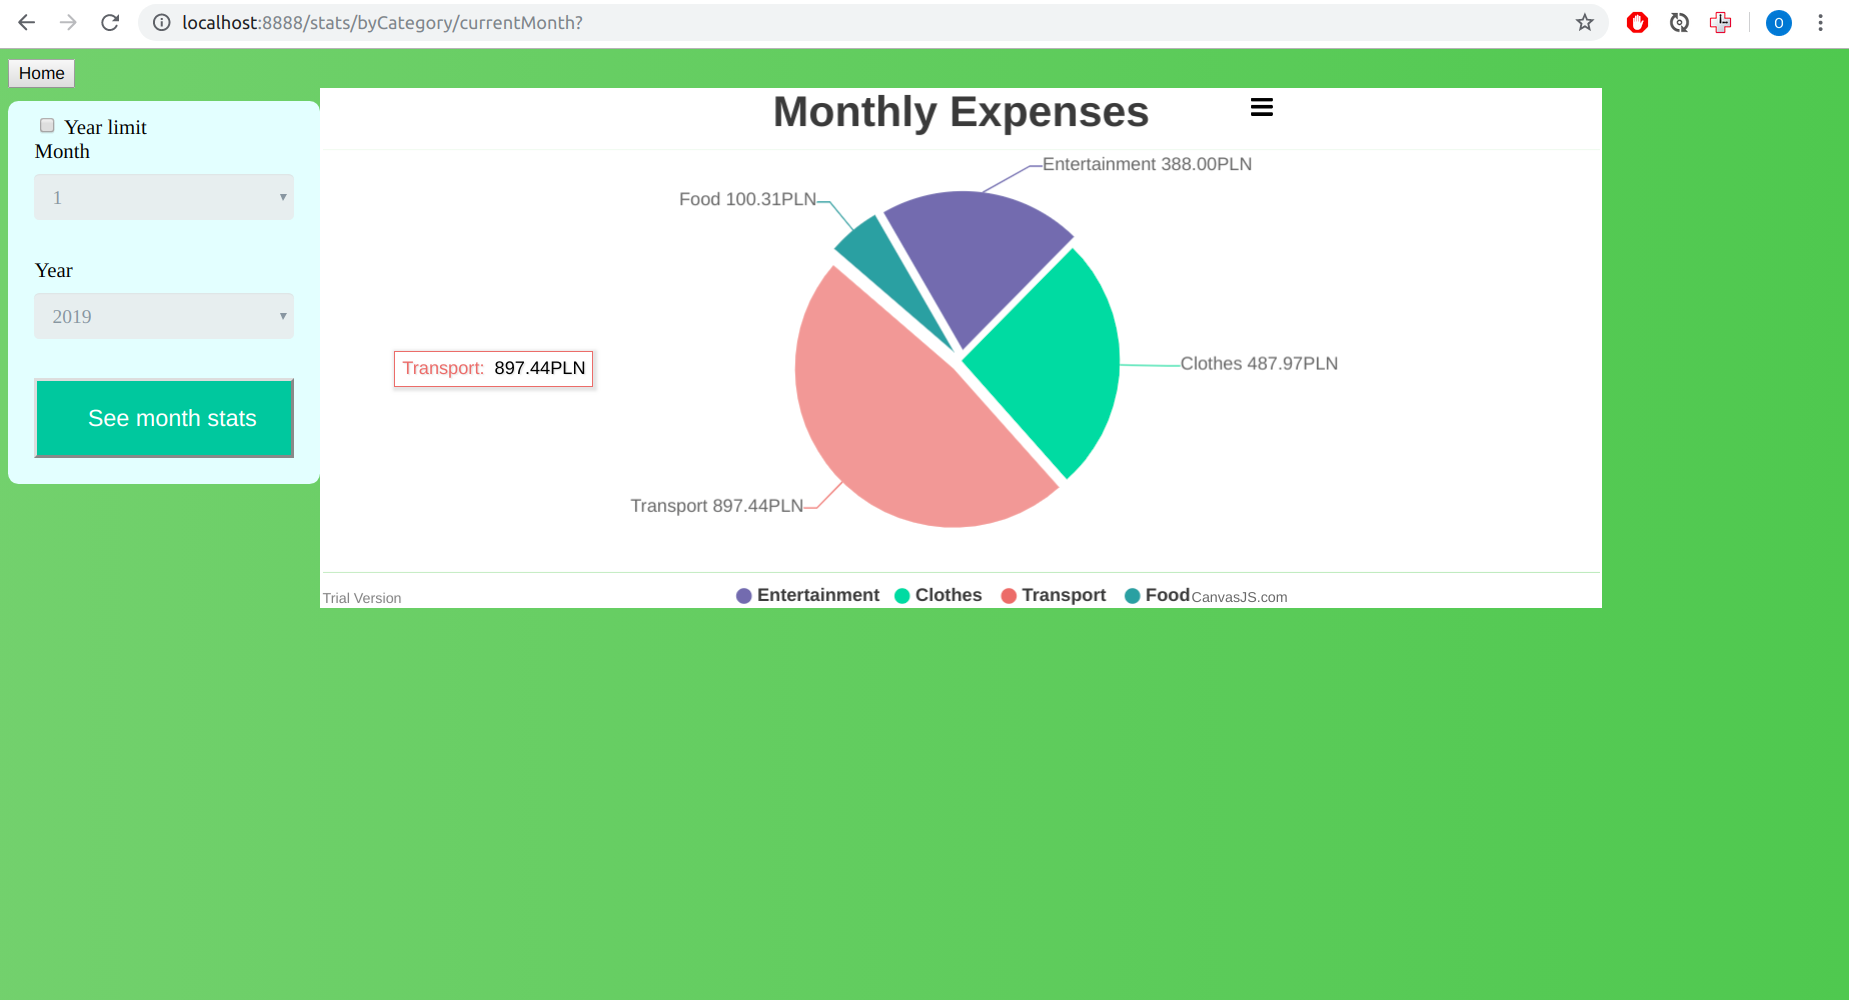 localhost:8888/stats/byCategory/currentMonth?
O
Home
Year limit
Month
1
Year
2019
See month stats
Monthly Expenses
Entertainment 388.00PLN
Food 100.31PLN
Clothes 487.97PLN
Transport: 897.44PLN
Transport 897.44PLN
Entertainment Clothes Transport Food
Trial Version
CanvasJS.com